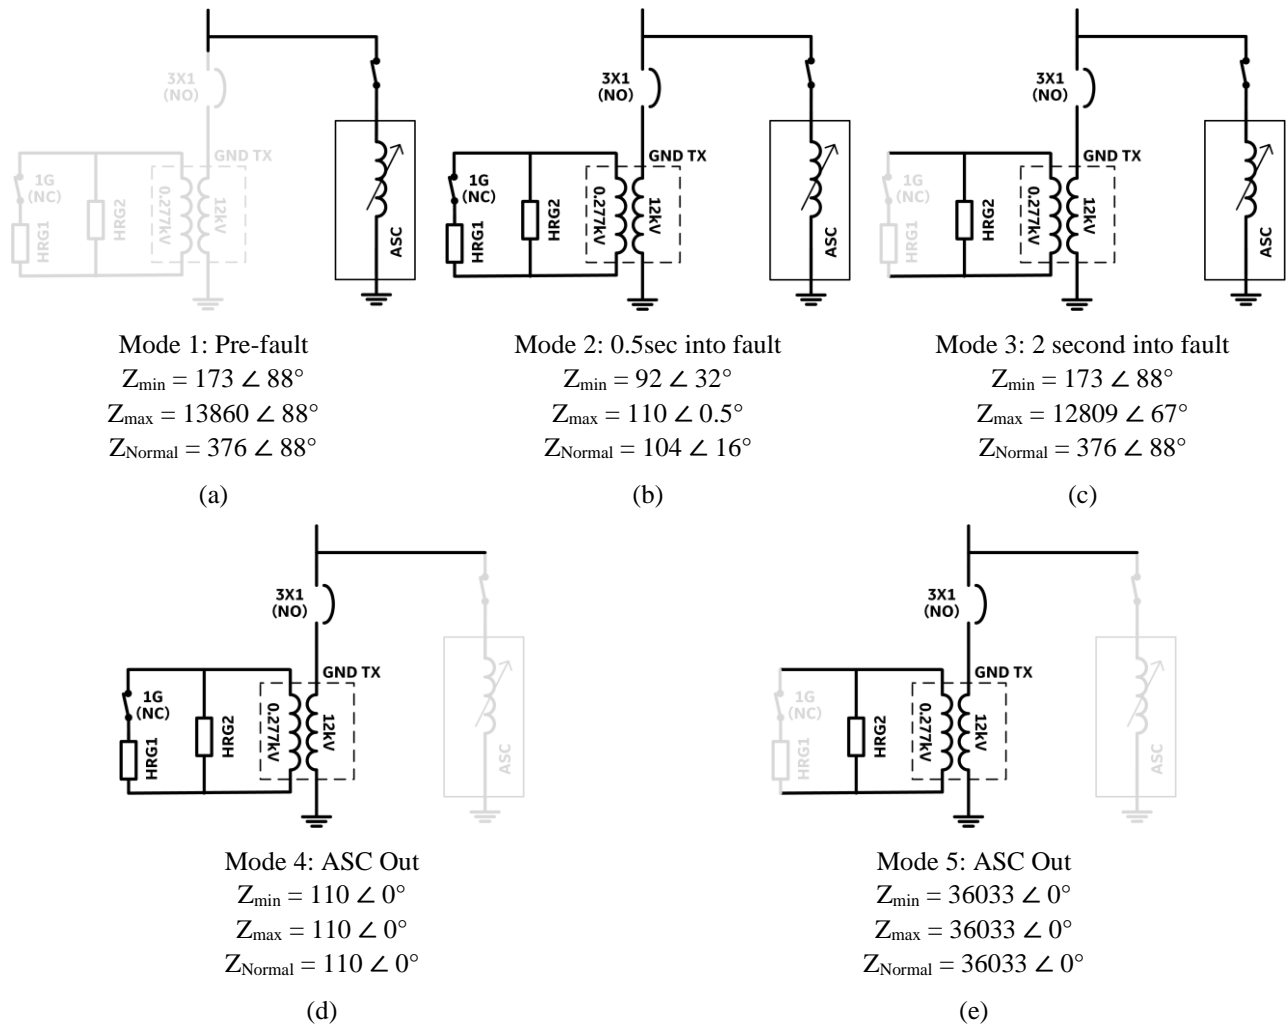 3X1
(NO)
GND TX
1G
(NC)
HRG1
HRG2
0.277kV
12kV
ASC
Mode 1: Pre-fault
Zmin = 173 ∠ 88°
Zmax = 13860 ∠ 88°
ZNormal = 376 ∠ 88°
(a)
3X1
(NO)
GND TX
1G
(NC)
HRG1
HRG2
0.277kV
12kV
ASC
Mode 2: 0.5sec into fault
Zmin = 92 ∠ 32°
Zmax = 110 ∠ 0.5°
ZNormal = 104 ∠ 16°
(b)
3X1
(NO)
GND TX
1G
(NC)
HRG1
HRG2
0.277kV
12kV
ASC
Mode 3: 2 second into fault
Zmin = 173 ∠ 88°
Zmax = 12809 ∠ 67°
ZNormal = 376 ∠ 88°
(c)
3X1
(NO)
GND TX
1G
(NC)
HRG1
HRG2
0.277kV
12kV
ASC
Mode 4: ASC Out
Zmin = 110 ∠ 0°
Zmax = 110 ∠ 0°
ZNormal = 110 ∠ 0°
(d)
3X1
(NO)
GND TX
1G
(NC)
HRG1
HRG2
0.277kV
12kV
ASC
Mode 5: ASC Out
Zmin = 36033 ∠ 0°
Zmax = 36033 ∠ 0°
ZNormal = 36033 ∠ 0°
(e)